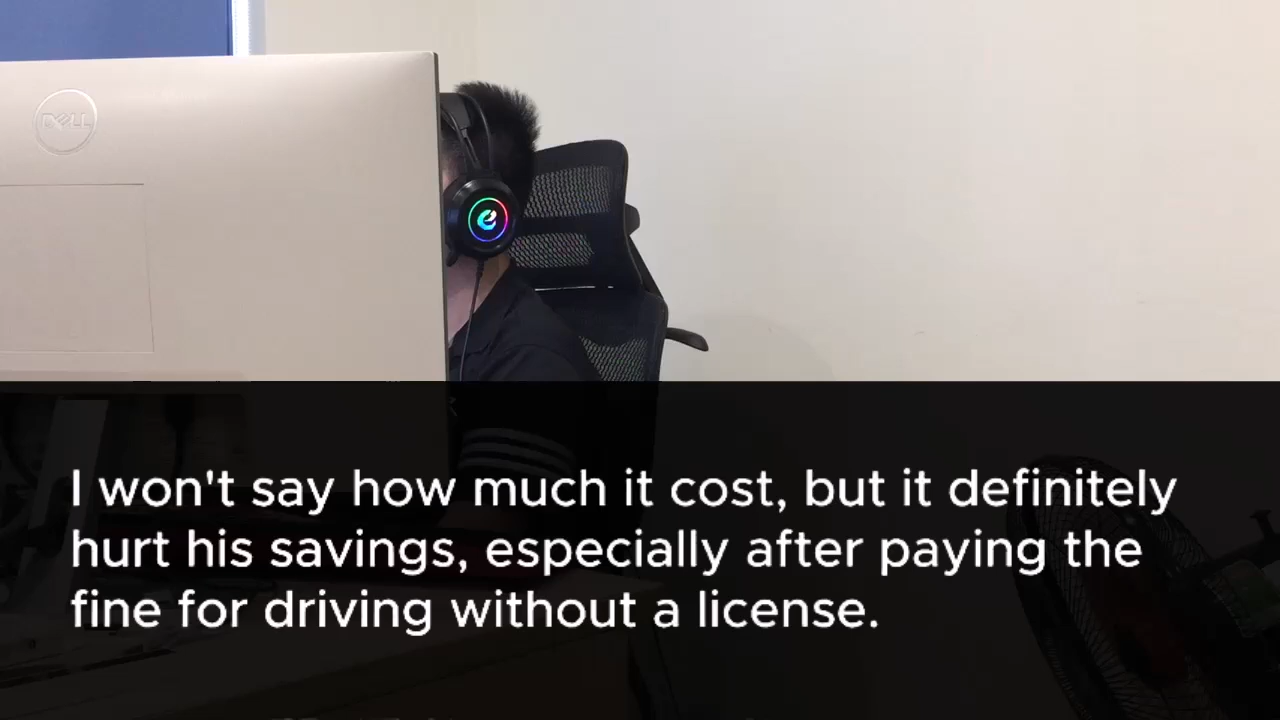 DELL
I won't say how much it cost, but it definitely
hurt his savings, especially after paying the
fine for driving without a license.